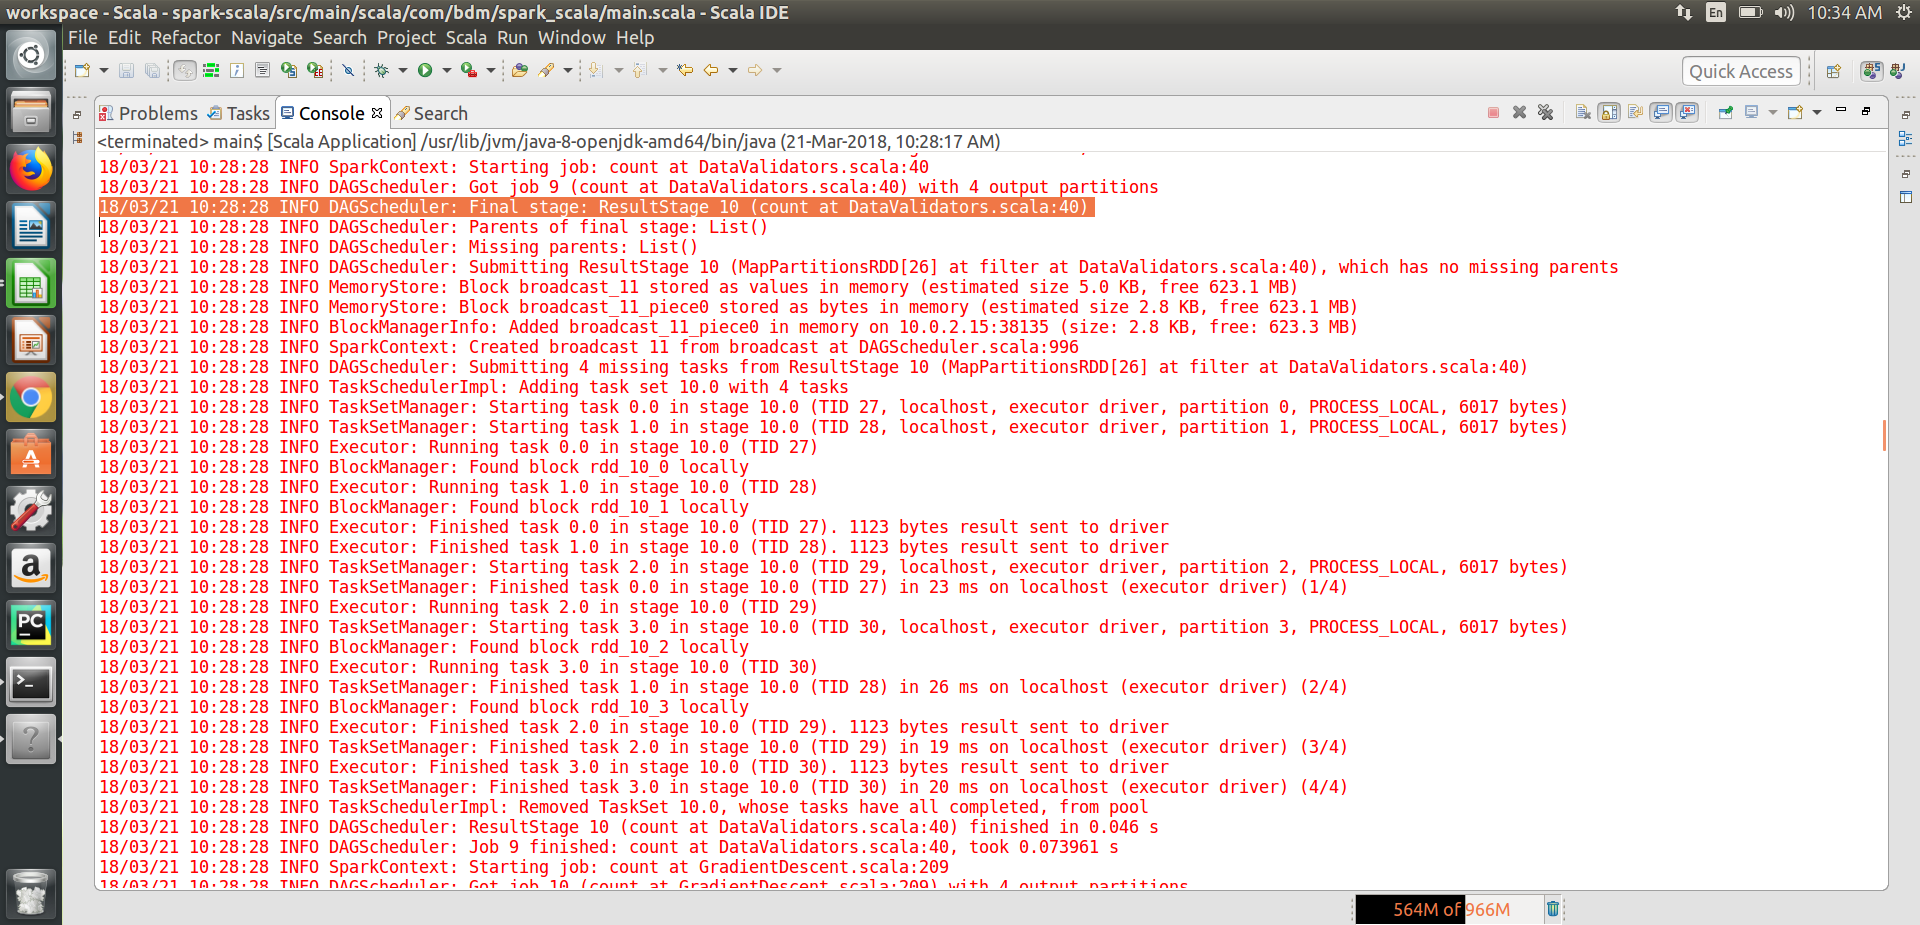 workspace - Scala - spark-scala/src/main/scala/com/bdm/spark_scala/main.scala - Scala IDE
En
10:34 AM
File Edit Refactor Navigate Search Project Scala Run Window Help
Quick Access
Problems Tasks Console Search
<terminated> main$ [Scala Application] /usr/lib/jvm/java-8-openjdk-amd64/bin/java (21-Mar-2018, 10:28:17 AM)
18/03/21 10:28:28 INFO SparkContext: Starting job: count at DataValidators.scala:40
18/03/21 10:28:28 INFO DAGScheduler: Got job 9 (count at DataValidators.scala:40) with 4 output partitions
18/03/21 10:28:28 INFO DAGScheduler: Final stage: ResultStage 10 (count at DataValidators.scala:40)
18/03/21 10:28:28 INFO DAGScheduler: Parents of final stage: List()
18/03/21 10:28:28 INFO DAGScheduler: Missing parents: List()
18/03/21 10:28:28 INFO DAGScheduler: Submitting ResultStage 10 (MapPartitionsRDD[26] at filter at DataValidators.scala:40), which has no missing parents
18/03/21 10:28:28 INFO MemoryStore: Block broadcast_11 stored as values in memory (estimated size 5.0 KB, free 623.1 MB)
18/03/21 10:28:28 INFO MemoryStore: Block broadcast_11_piece0 stored as bytes in memory (estimated size 2.8 KB, free 623.1 MB)
18/03/21 10:28:28 INFO BlockManagerInfo: Added broadcast_11_piece0 in memory on 10.0.2.15:38135 (size: 2.8 KB, free: 623.3 MB)
18/03/21 10:28:28 INFO SparkContext: Created broadcast 11 from broadcast at DAGScheduler.scala:996
18/03/21 10:28:28 INFO DAGScheduler: Submitting 4 missing tasks from ResultStage 10 (MapPartitionsRDD[26] at filter at DataValidators.scala:40)
18/03/21 10:28:28 INFO TaskSchedulerImpl: Adding task set 10.0 with 4 tasks
18/03/21 10:28:28 INFO TaskSetManager: Starting task 0.0 in stage 10.0 (TID 27, localhost, executor driver, partition 0, PROCESS_LOCAL, 6017 bytes)
18/03/21 10:28:28 INFO TaskSetManager: Starting task 1.0 in stage 10.0 (TID 28, localhost, executor driver, partition 1, PROCESS_LOCAL, 6017 bytes)
18/03/21 10:28:28 INFO Executor: Running task 0.0 in stage 10.0 (TID 27)
18/03/21 10:28:28 INFO BlockManager: Found block rdd_10_0 locally
18/03/21 10:28:28 INFO Executor: Running task 1.0 in stage 10.0 (TID 28)
18/03/21 10:28:28 INFO BlockManager: Found block rdd_10_1 locally
18/03/21 10:28:28 INFO Executor: Finished task 0.0 in stage 10.0 (TID 27). 1123 bytes result sent to driver
18/03/21 10:28:28 INFO Executor: Finished task 1.0 in stage 10.0 (TID 28). 1123 bytes result sent to driver
18/03/21 10:28:28 INFO TaskSetManager: Starting task 2.0 in stage 10.0 (TID 29, localhost, executor driver, partition 2, PROCESS_LOCAL, 6017 bytes)
18/03/21 10:28:28 INFO TaskSetManager: Finished task 0.0 in stage 10.0 (TID 27) in 23 ms on localhost (executor driver) (1/4)
18/03/21 10:28:28 INFO Executor: Running task 2.0 in stage 10.0 (TID 29)
18/03/21 10:28:28 INFO TaskSetManager: Starting task 3.0 in stage 10.0 (TID 30, localhost, executor driver, partition 3, PROCESS_LOCAL, 6017 bytes)
18/03/21 10:28:28 INFO BlockManager: Found block rdd_10_2 locally
18/03/21 10:28:28 INFO Executor: Running task 3.0 in stage 10.0 (TID 30)
18/03/21 10:28:28 INFO TaskSetManager: Finished task 1.0 in stage 10.0 (TID 28) in 26 ms on localhost (executor driver) (2/4)
18/03/21 10:28:28 INFO BlockManager: Found block rdd_10_3 locally
18/03/21 10:28:28 INFO Executor: Finished task 2.0 in stage 10.0 (TID 29). 1123 bytes result sent to driver
18/03/21 10:28:28 INFO TaskSetManager: Finished task 2.0 in stage 10.0 (TID 29) in 19 ms on localhost (executor driver) (3/4)
18/03/21 10:28:28 INFO Executor: Finished task 3.0 in stage 10.0 (TID 30). 1123 bytes result sent to driver
18/03/21 10:28:28 INFO TaskSetManager: Finished task 3.0 in stage 10.0 (TID 30) in 20 ms on localhost (executor driver) (4/4)
18/03/21 10:28:28 INFO TaskSchedulerImpl: Removed TaskSet 10.0, whose tasks have all completed, from pool
18/03/21 10:28:28 INFO DAGScheduler: ResultStage 10 (count at DataValidators.scala:40) finished in 0.046 s
18/03/21 10:28:28 INFO DAGScheduler: Job 9 finished: count at DataValidators.scala:40, took 0.073961 s
18/03/21 10:28:28 INFO SparkContext: Starting job: count at GradientDescent.scala:209
18/03/21 10:28:28 INFO DAGScheduler: Got job 10 (count at GradientDescent.scala:209) with 4 output partitions
564M of 966M